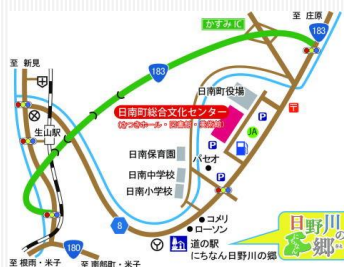 至 庄原
かすみIC
183
至 新見
183
日南町役場
日南町総合文化センター
(さつきホール・図書館・美術館)
生山駅
P
JA
P
日南保育園
パセオ
日南中学校
P
日南小学校
コメリ
8
ローソン
日野川の郷
道の駅
にちなん日野川の郷
180
至 根雨・米子
至 南部町・米子